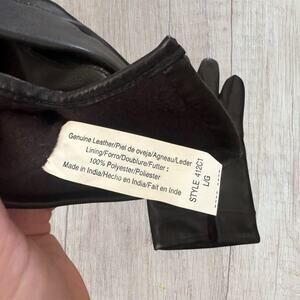 Genuine Leather/Piel de oveja/Agneau/Leder
Lining/Forro/Doublure/Futter :
100% Polyester/Poliester
Made in India/Hecho en India/Fait en Inde
STYLE 412C1
L/G